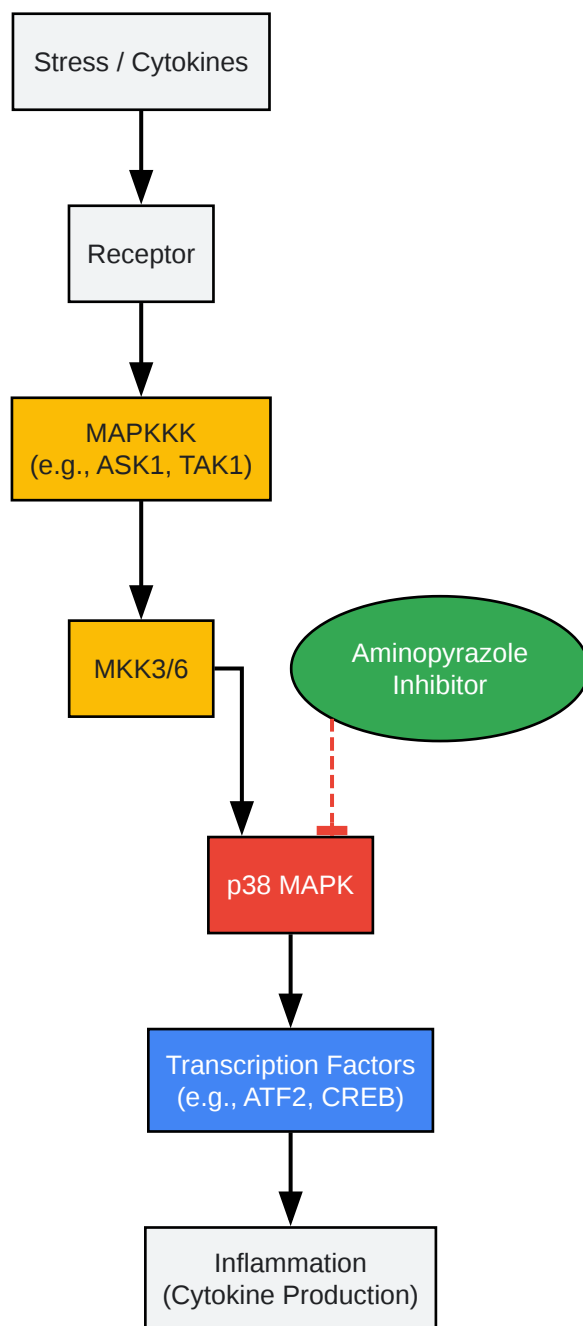 Stress / Cytokines
Receptor
MAPKKK
(e.g., ASK1, TAK1)
MKK3/6
Aminopyrazole
Inhibitor
p38 MAPK
Transcription Factors
(e.g., ATF2, CREB)
Inflammation
(Cytokine Production)